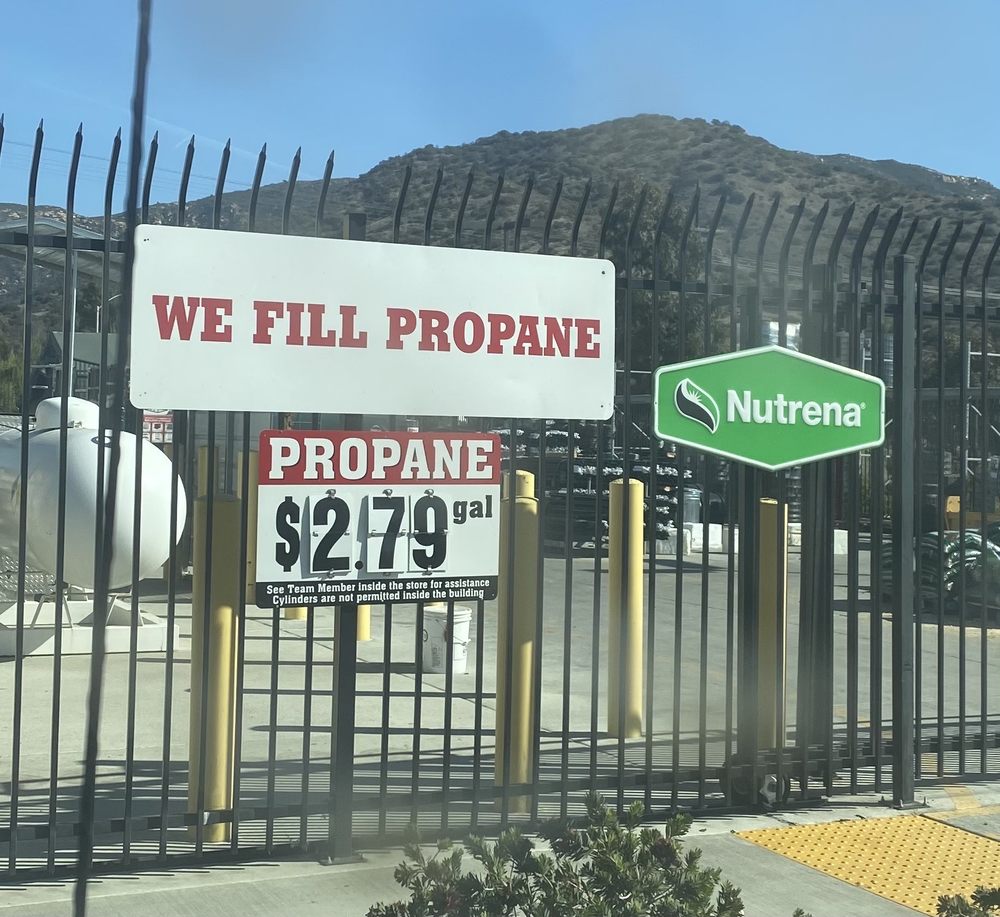 WE FILL PROPANE
PROPANE
$2.79 gal
See Team Member inside the store for assistance
Cylinders are not permitted inside the building
Nutrena®